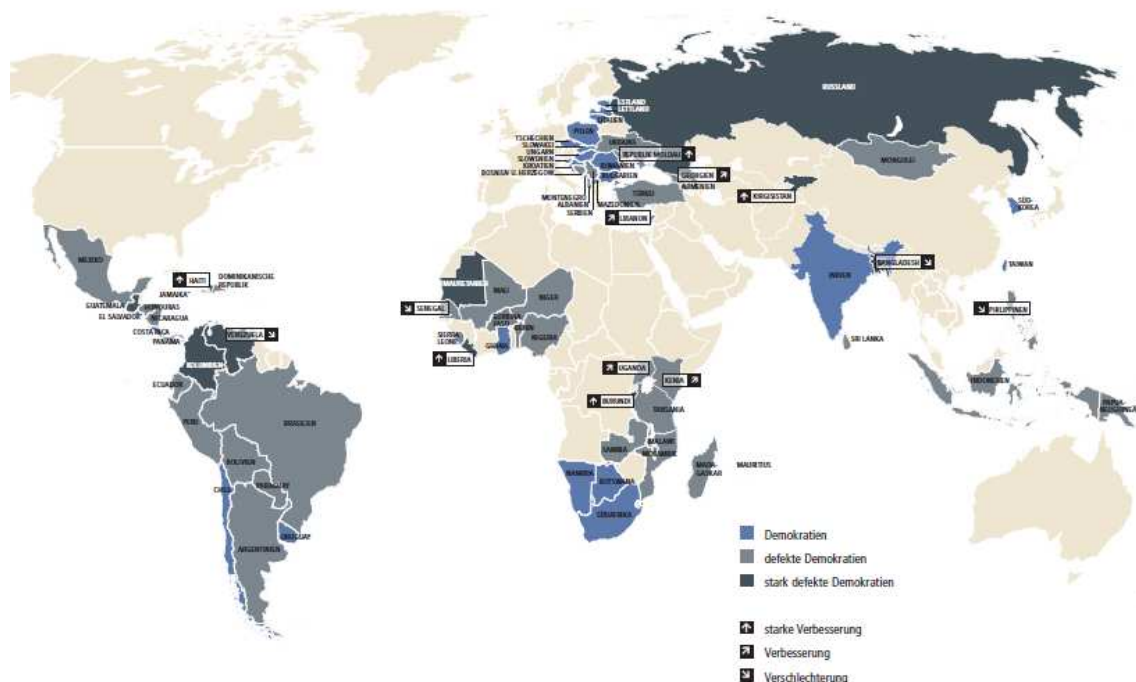 RUSSLAND
ESTLAND
LETTLAND
LITAUEN
POLEN
TSCHECHIEN
SLOWAKEI
UNGARN
SLOWENIEN
KROATIEN
BOSNIEN U. HERZEGOW.
UKRAINE
REPUBLIK MOLDAU
RUMÄNIEN
BULGARIEN
GEORGIEN
ARMENIEN
KIRGISISTAN
MONGOLEI
MONTENEGRO
ALBANIEN
SERBIEN
MAZEDONIEN
TÜRKEI
LIBANON
SÜD-
KOREA
MEXIKO
HAITI
DOMINIKANISCHE
REPUBLIK
JAMAIKA
GUATEMALA
HONDURAS
EL SALVADOR
NICARAGUA
COSTA RICA
PANAMA
VENEZUELA
KOLUMBIEN
ECUADOR
PERU
BRASILIEN
BOLIVIEN
PARAGUAY
CHILE
URUGUAY
ARGENTINIEN
MAURETANIEN
MALI
NIGER
SENEGAL
BURKINA
FASO
BENIN
NIGERIA
SIERRA
LEONE
GHANA
LIBERIA
UGANDA
KENIA
BURUNDI
TANSANIA
SAMBIA
MALAWI
MOSAMBIK
MADA-
GASKAR
MAURITIUS
NAMIBIA
BOTSWANA
SÜDAFRIKA
INDIEN
BANGLADESH
TAIWAN
PHILIPPINEN
SRI LANKA
INDONESIEN
PAPUA-
NEUGUINEA
Demokratien
defekte Demokratien
stark defekte Demokratien
starke Verbesserung
Verbesserung
Verschlechterung